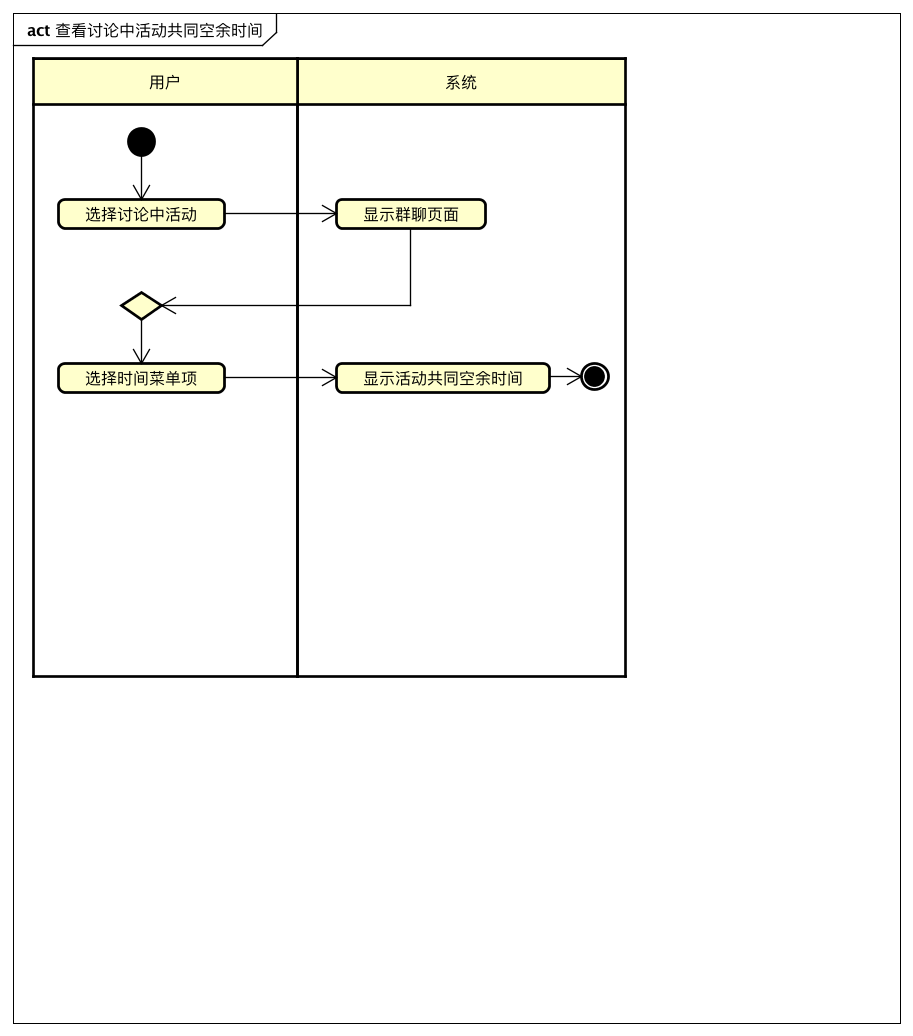 act 查看讨论中活动共同空余时间
用户
系统
选择讨论中活动
显示群聊页面
选择时间菜单项
显示活动共同空余时间